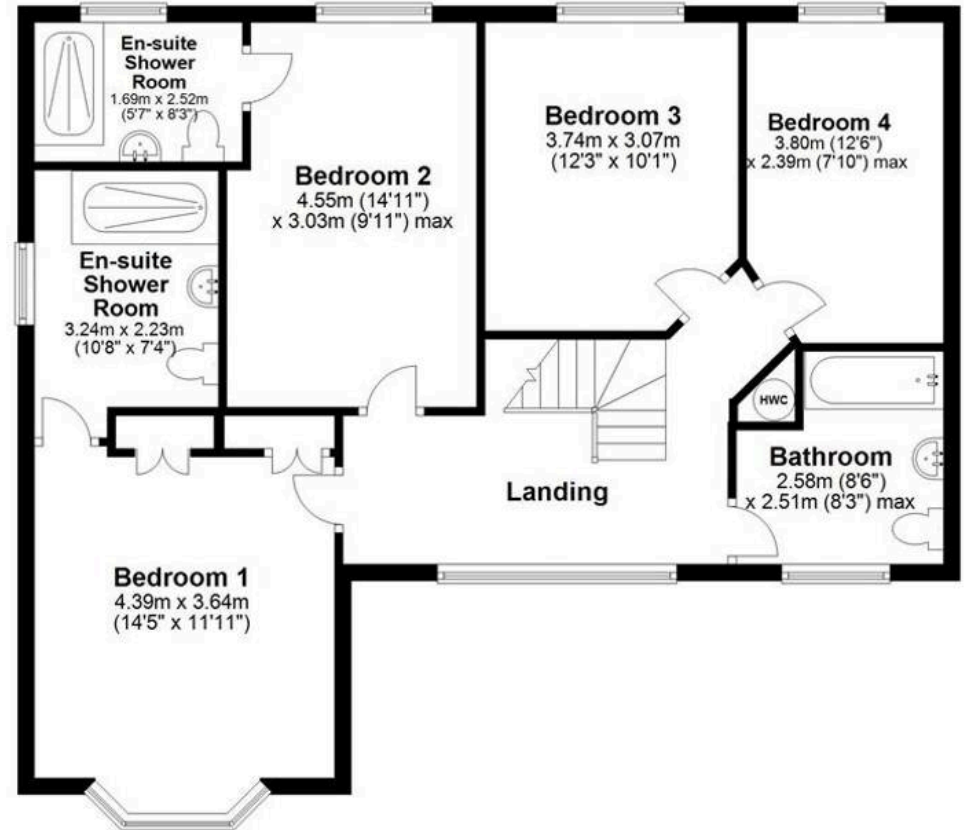 En-suite
Shower
Room
1.69m x 2.52m
(5'7" x 8'3")
Bedroom 2
4.55m (14'11")
x 3.03m (9'11") max
Bedroom 3
3.74m x 3.07m
(12'3" x 10'1")
Bedroom 4
3.80m (12'6")
x 2.39m (7'10") max
En-suite
Shower
Room
3.24m x 2.23m
(10'8" x 7'4")
HWC
Bathroom
2.58m (8'6")
x 2.51m (8'3") max
Landing
Bedroom 1
4.39m x 3.64m
(14'5" x 11'11")